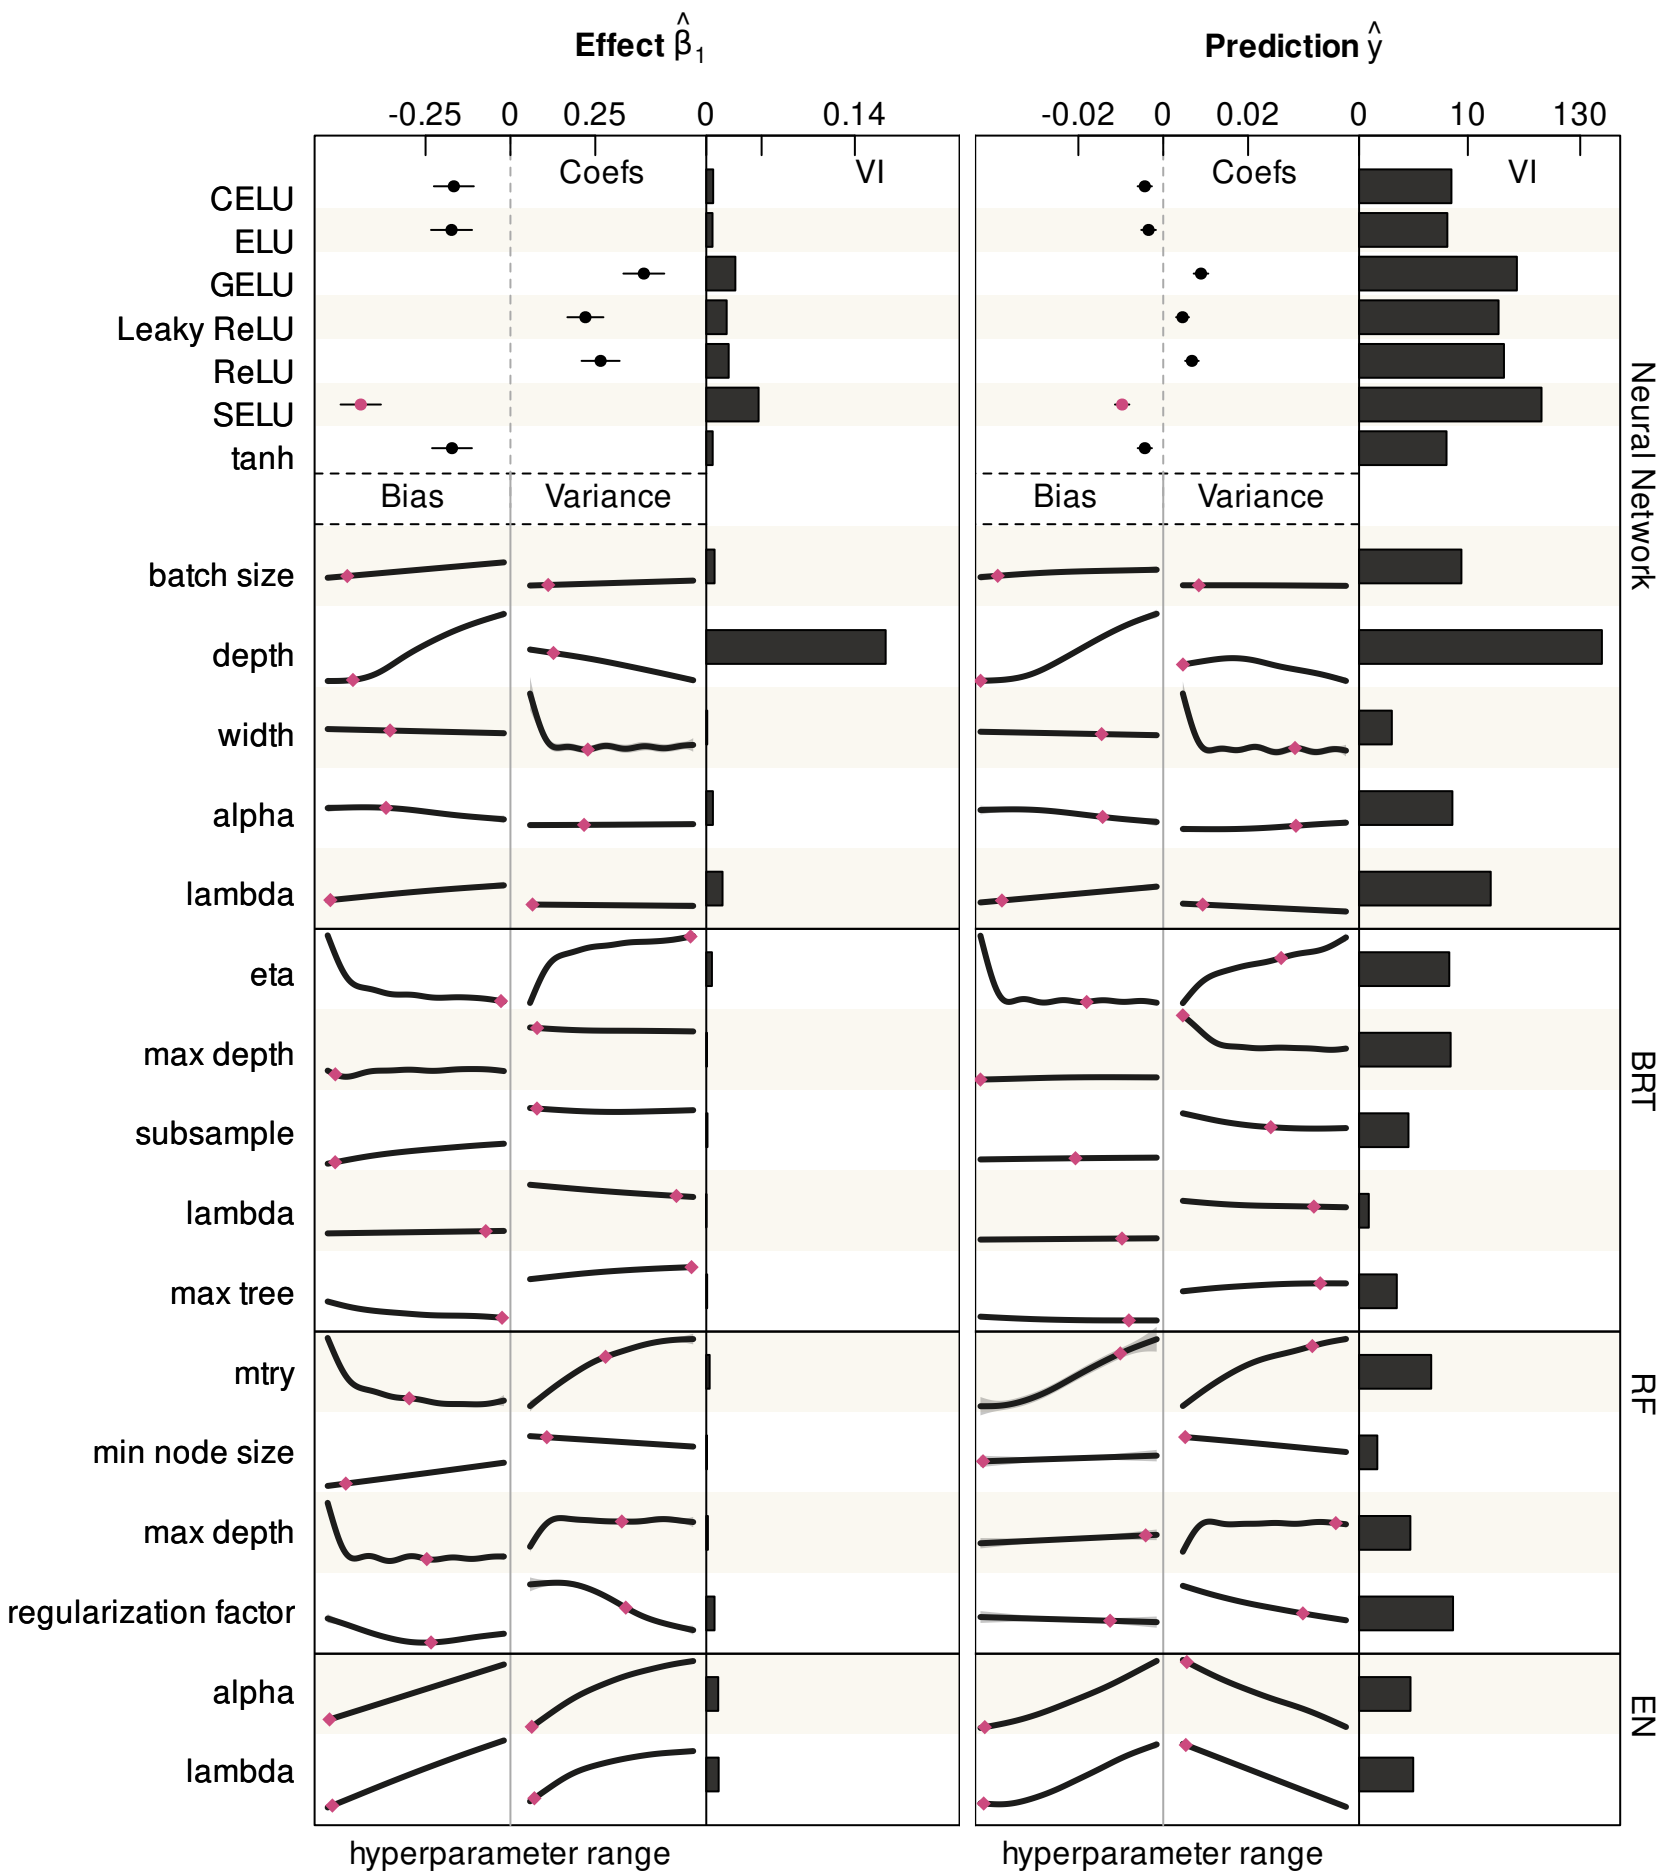 Effect β̂₁
Prediction ŷ
-0.25 0 0.25 0 0.14
-0.02 0 0.02 0 10 130
Coefs VI
Coefs VI
CELU
ELU
GELU
Leaky ReLU
ReLU
SELU
tanh
Bias Variance
Bias Variance
batch size
depth
width
alpha
lambda
Neural Network
eta
max depth
subsample
lambda
max tree
BRT
mtry
min node size
max depth
regularization factor
RF
alpha
lambda
EN
hyperparameter range
hyperparameter range